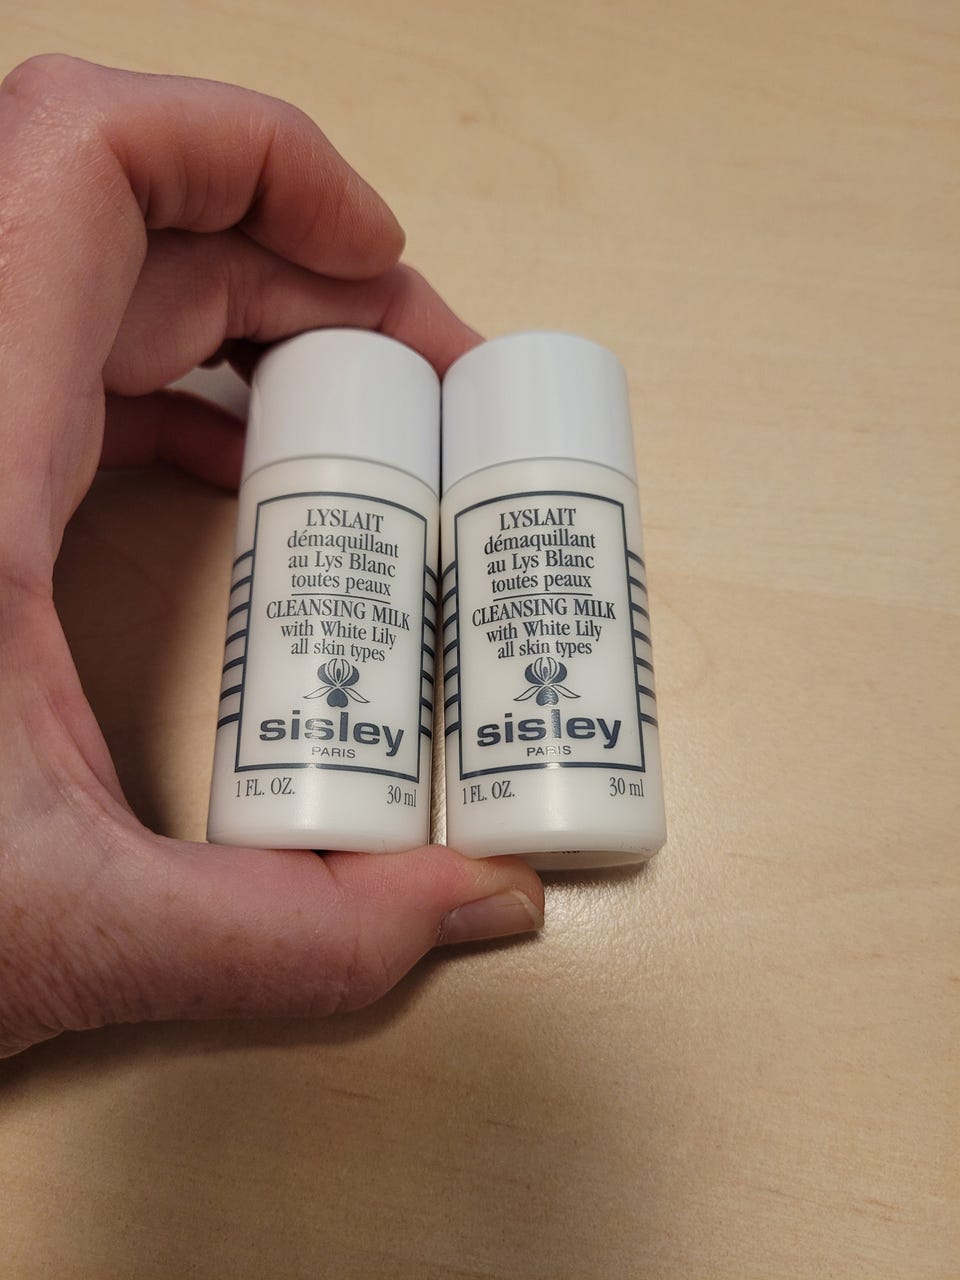 LYSLAIT
démaquillant
au Lys Blanc
toutes peaux
CLEANSING MILK
with White Lily
all skin types
sisley
PARIS
1 FL. OZ. 30 ml
LYSLAIT
démaquillant
au Lys Blanc
toutes peaux
CLEANSING MILK
with White Lily
all skin types
sisley
PARIS
1 FL. OZ. 30 ml